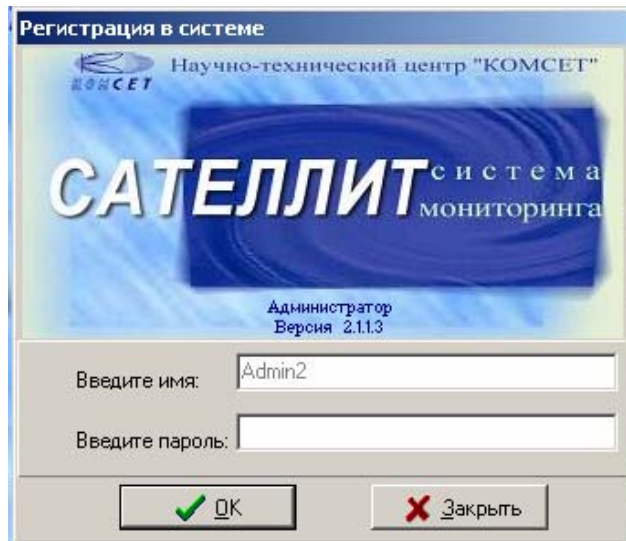 Регистрация в системе
КОМСЕТ
Научно-технический центр "КОМСЕТ"
САТЕЛЛИТ
система
мониторинга
Администратор
Версия 2.1.1.3
Введите имя:
Admin2
Введите пароль:
OK
Закрыть